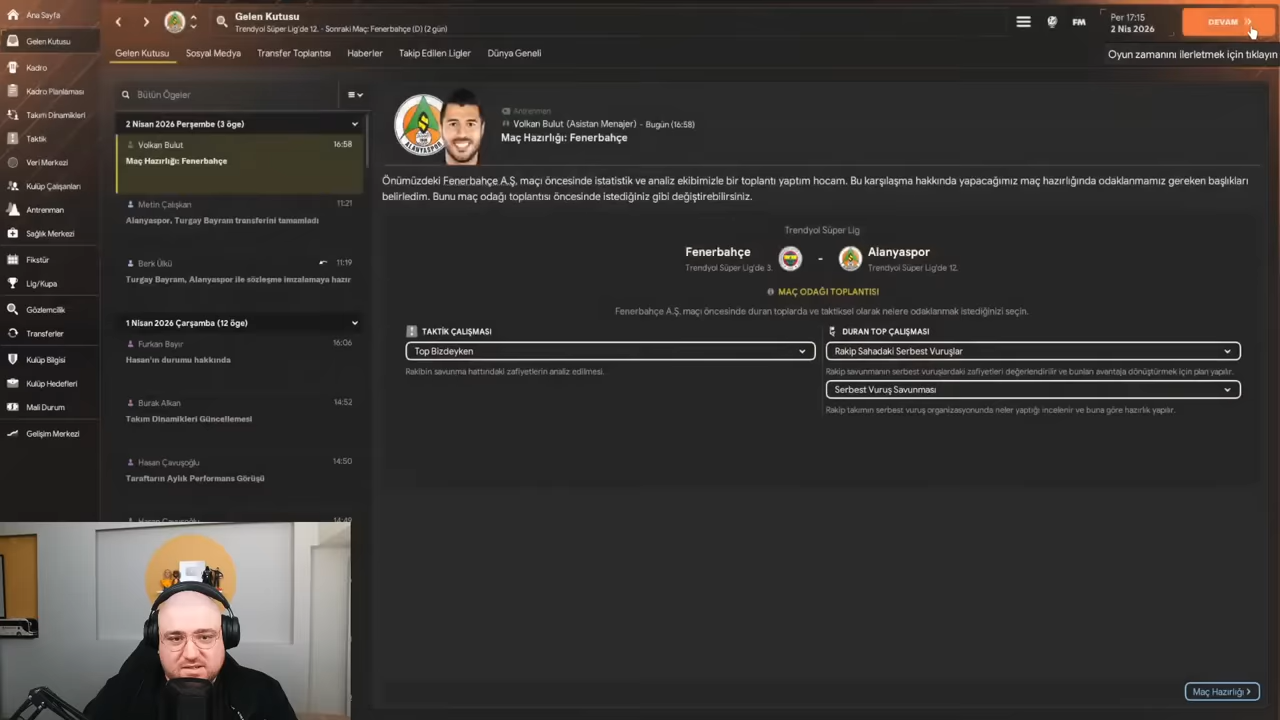 Ana Sayfa
Gelen Kutusu
Kadro
Kadro Planlaması
Takım Dinamikleri
Taktik
Veri Merkezi
Kulüp Çalışanları
Antrenman
Sağlık Merkezi
Fikstür
Lig/Kupa
Gözlemcilik
Transferler
Kulüp Bilgisi
Kulüp Hedefleri
Mali Durum
Gelişim Merkezi
Gelen Kutusu
Trendyol Süper Lig'de 12. - Sonraki Maç: Fenerbahçe (D) (2 gün)
FM
Per 17:15
2 Nis 2026
DEVAM
Oyun zamanını ilerletmek için tıklayın
Gelen Kutusu
Sosyal Medya
Transfer Toplantısı
Haberler
Takip Edilen Ligler
Dünya Geneli
Bütün Ögeler
2 Nisan 2026 Perşembe (3 öge)
Volkan Bulut 16:58
Maç Hazırlığı: Fenerbahçe
Metin Çalışkan 11:21
Alanyaspor, Turgay Bayram transferini tamamladı
Berk Ülkü 11:19
Turgay Bayram, Alanyaspor ile sözleşme imzalamaya hazır
1 Nisan 2026 Çarşamba (12 öge)
Furkan Bayır 16:06
Hasan'ın durumu hakkında
Burak Alkan 14:52
Takım Dinamikleri Güncellemesi
Hasan Çavuşoğlu 14:50
Taraftarın Aylık Performans Görüşü
Antrenman
Volkan Bulut (Asistan Menajer) - Bugün (16:58)
Maç Hazırlığı: Fenerbahçe
Önümüzdeki Fenerbahçe A.Ş. maçı öncesinde istatistik ve analiz ekibimizle bir toplantı yaptım hocam. Bu karşılaşma hakkında yapacağımız maç hazırlığında odaklanmamız gereken başlıkları
belirledim. Bunu maç odağı toplantısı öncesinde istediğiniz gibi değiştirebilirsiniz.
Trendyol Süper Lig
Fenerbahçe - Alanyaspor
Trendyol Süper Lig'de 3. Trendyol Süper Lig'de 12.
MAÇ ODAĞI TOPLANTISI
Fenerbahçe A.Ş. maçı öncesinde duran toplarda ve taktiksel olarak nelere odaklanmak istediğinizi seçin.
TAKTİK ÇALIŞMASI
Top Bizdeyken
Rakibin savunma hattındaki zafiyetlerin analiz edilmesi.
DURAN TOP ÇALIŞMASI
Rakip Sahadaki Serbest Vuruşlar
Rakip savunmanın serbest vuruşlardaki zafiyetleri değerlendirilir ve bunları avantaja dönüştürmek için plan yapılır.
Serbest Vuruş Savunması
Rakip takımın serbest vuruş organizasyonunda neler yaptığı incelenir ve buna göre hazırlık yapılır.
Maç Hazırlığı >